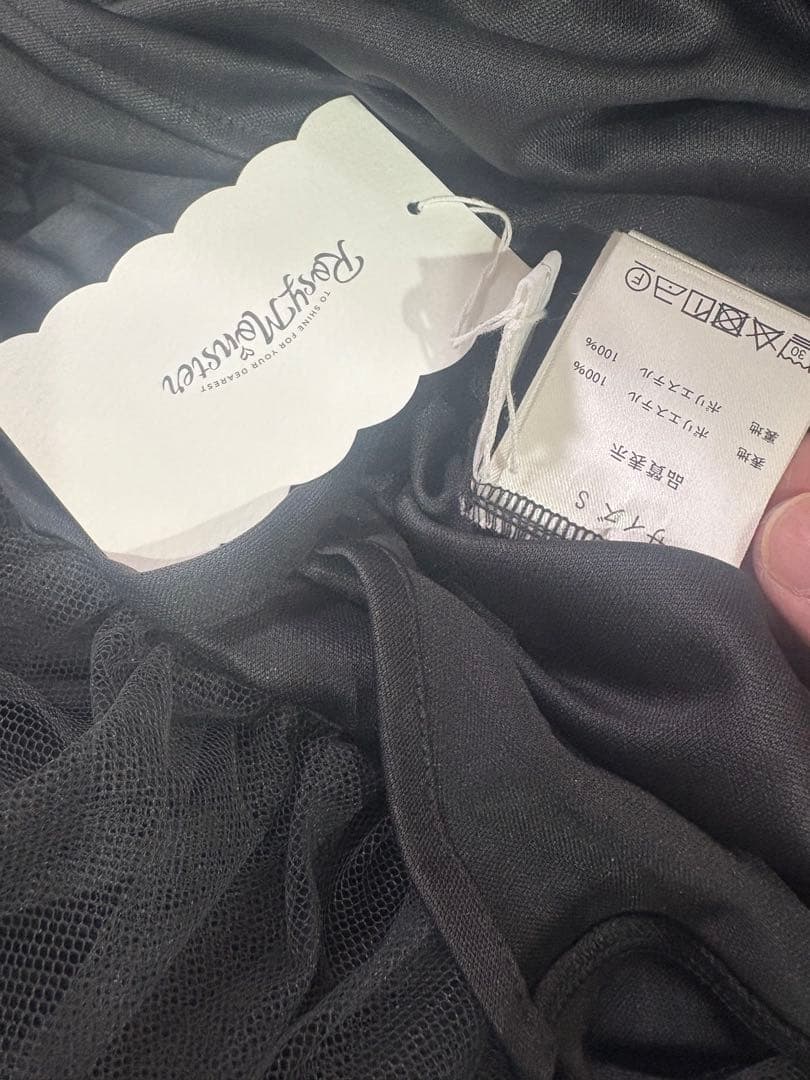 Rosy Monster
TO SHINE FOR YOUR DEAREST
サイズ S
品質表示
表地 ポリエステル 100%
裏地 ポリエステル 100%
30
F